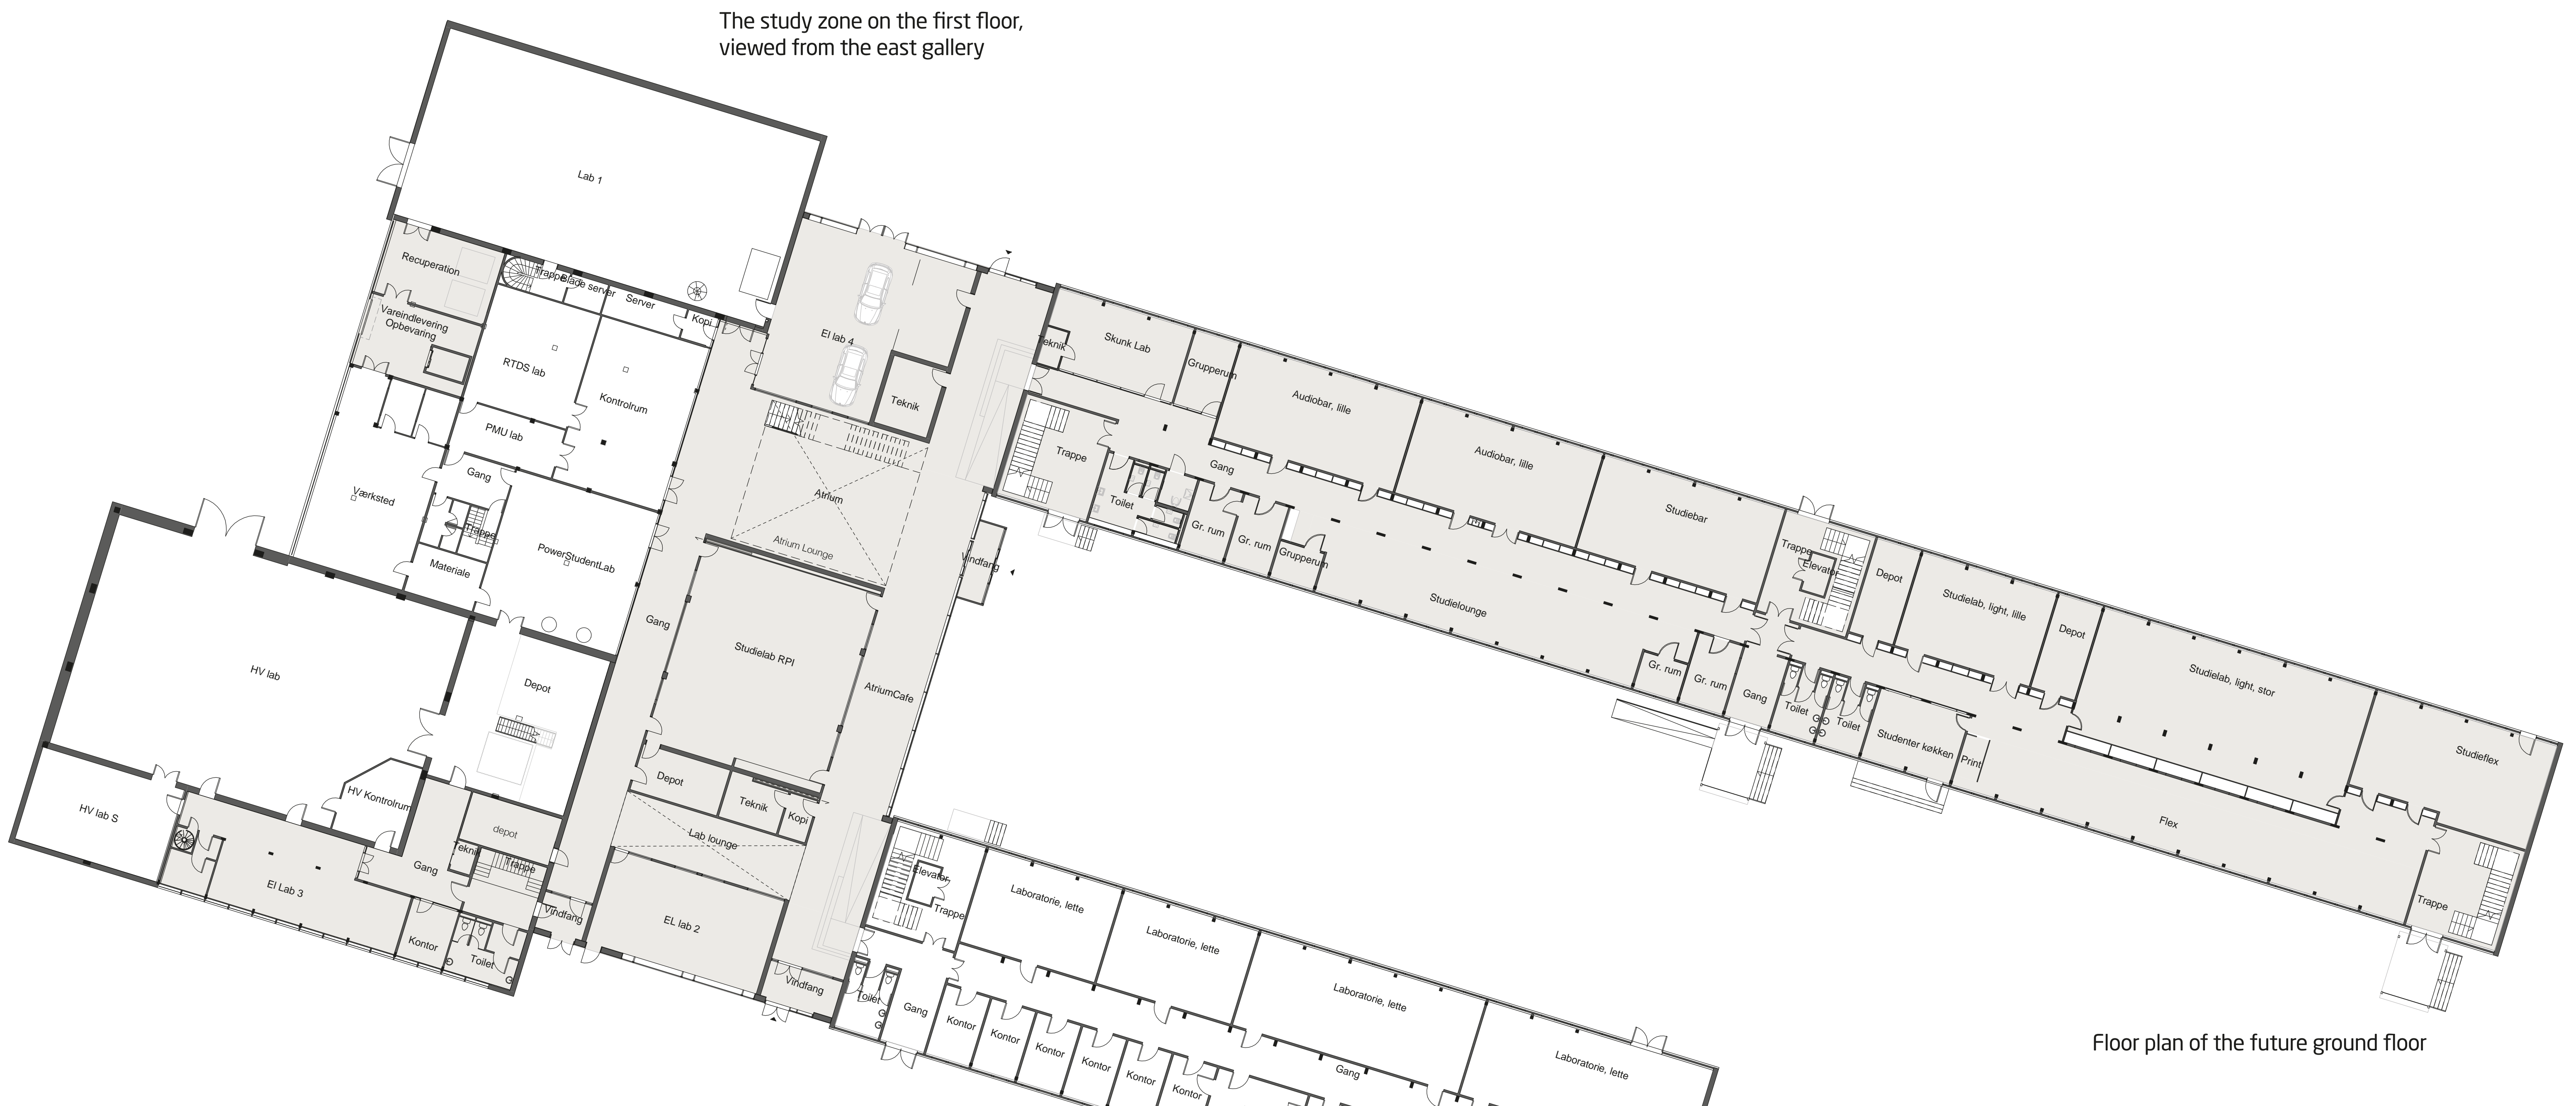 The study zone on the first floor,
viewed from the east gallery
Lab 1
Recuperation
Trappe
Blade server
Server
Kopi
Vareindlevering
Opbevaring
RTDS lab
Kontrolrum
PMU lab
Gang
Værksted
Trappe
PowerStudentLab
Materiale
El lab 4
Teknik
Atrium
Atrium Lounge
Vindfang
Gang
Studielab RPI
AtriumCafe
HV lab
Depot
HV Kontrolrum
HV lab S
depot
Teknik
Trappe
Gang
El Lab 3
Kontor
Toilet
Vindfang
Depot
Teknik
Kopi
Lab lounge
EL lab 2
Vindfang
Teknik
Skunk Lab
Grupperum
Audiobar, lille
Audiobar, lille
Studiebar
Trappe
Gang
Toilet
Gr. rum
Gr. rum
Grupperum
Studielounge
Trappe
Elevator
Depot
Studielab, light, lille
Depot
Studielab, light, stor
Studieflex
Gr. rum
Gr. rum
Gang
Toilet
Toilet
Studenter køkken
Print
Flex
Trappe
Elevator
Trappe
Laboratorie, lette
Laboratorie, lette
Laboratorie, lette
Laboratorie, lette
Toilet
Gang
Kontor
Kontor
Kontor
Kontor
Kontor
Kontor
Gang
Floor plan of the future ground floor